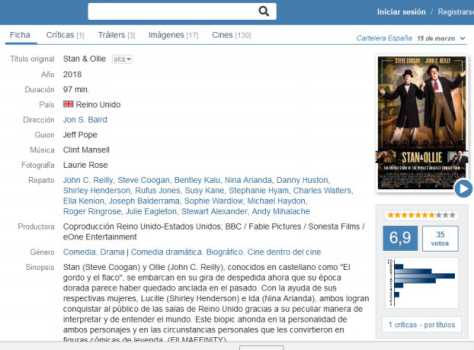 Iniciar sesión / Registrarse
Ficha Críticas [1] Tráilers [3] Imágenes [17] Cines [130]
Cartelera España 15 de marzo
Título original Stan & Ollie
Año 2018
Duración 97 min.
País Reino Unido
Dirección Jon S. Baird
Guion Jeff Pope
Música Clint Mansell
Fotografía Laurie Rose
Reparto John C. Reilly, Steve Coogan, Bentley Kalu, Nina Arianda, Danny Huston,
Shirley Henderson, Rufus Jones, Susy Kane, Stephanie Hyam, Charles Watters,
Ella Kenion, Joseph Balderrama, Sophie Wardlow, Michael Haydon,
Roger Ringrose, Julie Eagleton, Stewart Alexander, Andy Mihalache
Productora Coproducción Reino Unido-Estados Unidos; BBC / Fable Pictures / Sonesta Films /
eOne Entertainment
Género Comedia. Drama | Comedia dramática. Biográfico. Cine dentro del cine
Sinopsis Stan (Steve Coogan) y Ollie (John C. Reilly), conocidos en castellano como "El
gordo y el flaco", se embarcan en su gira de despedida ahora que su época
dorada parece haber quedado anclada en el pasado. Con la ayuda de sus
respectivas mujeres, Lucille (Shirley Henderson) e Ida (Nina Arianda), ambos logran
conquistar al público de las salas de Reino Unido gracias a su peculiar manera de
interpretar y de entender el mundo. Este biopic ahonda en la personalidad de
ambos personajes y en las circunstancias personales que les convirtieron en
figuras cómicas de leyenda. (FILMAFFINITY)
STEVE COOGAN JOHN C. REILLY
STAN & OLLIE
6,9
35
votos
1 críticas - por títulos